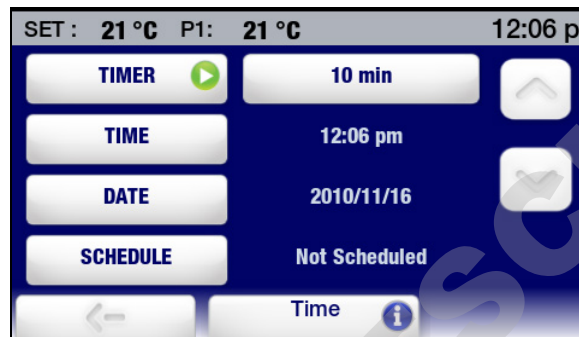 SET : 21 °C P1: 21 °C 12:06 p
TIMER 10 min
TIME 12:06 pm
DATE 2010/11/16
SCHEDULE Not Scheduled
Time